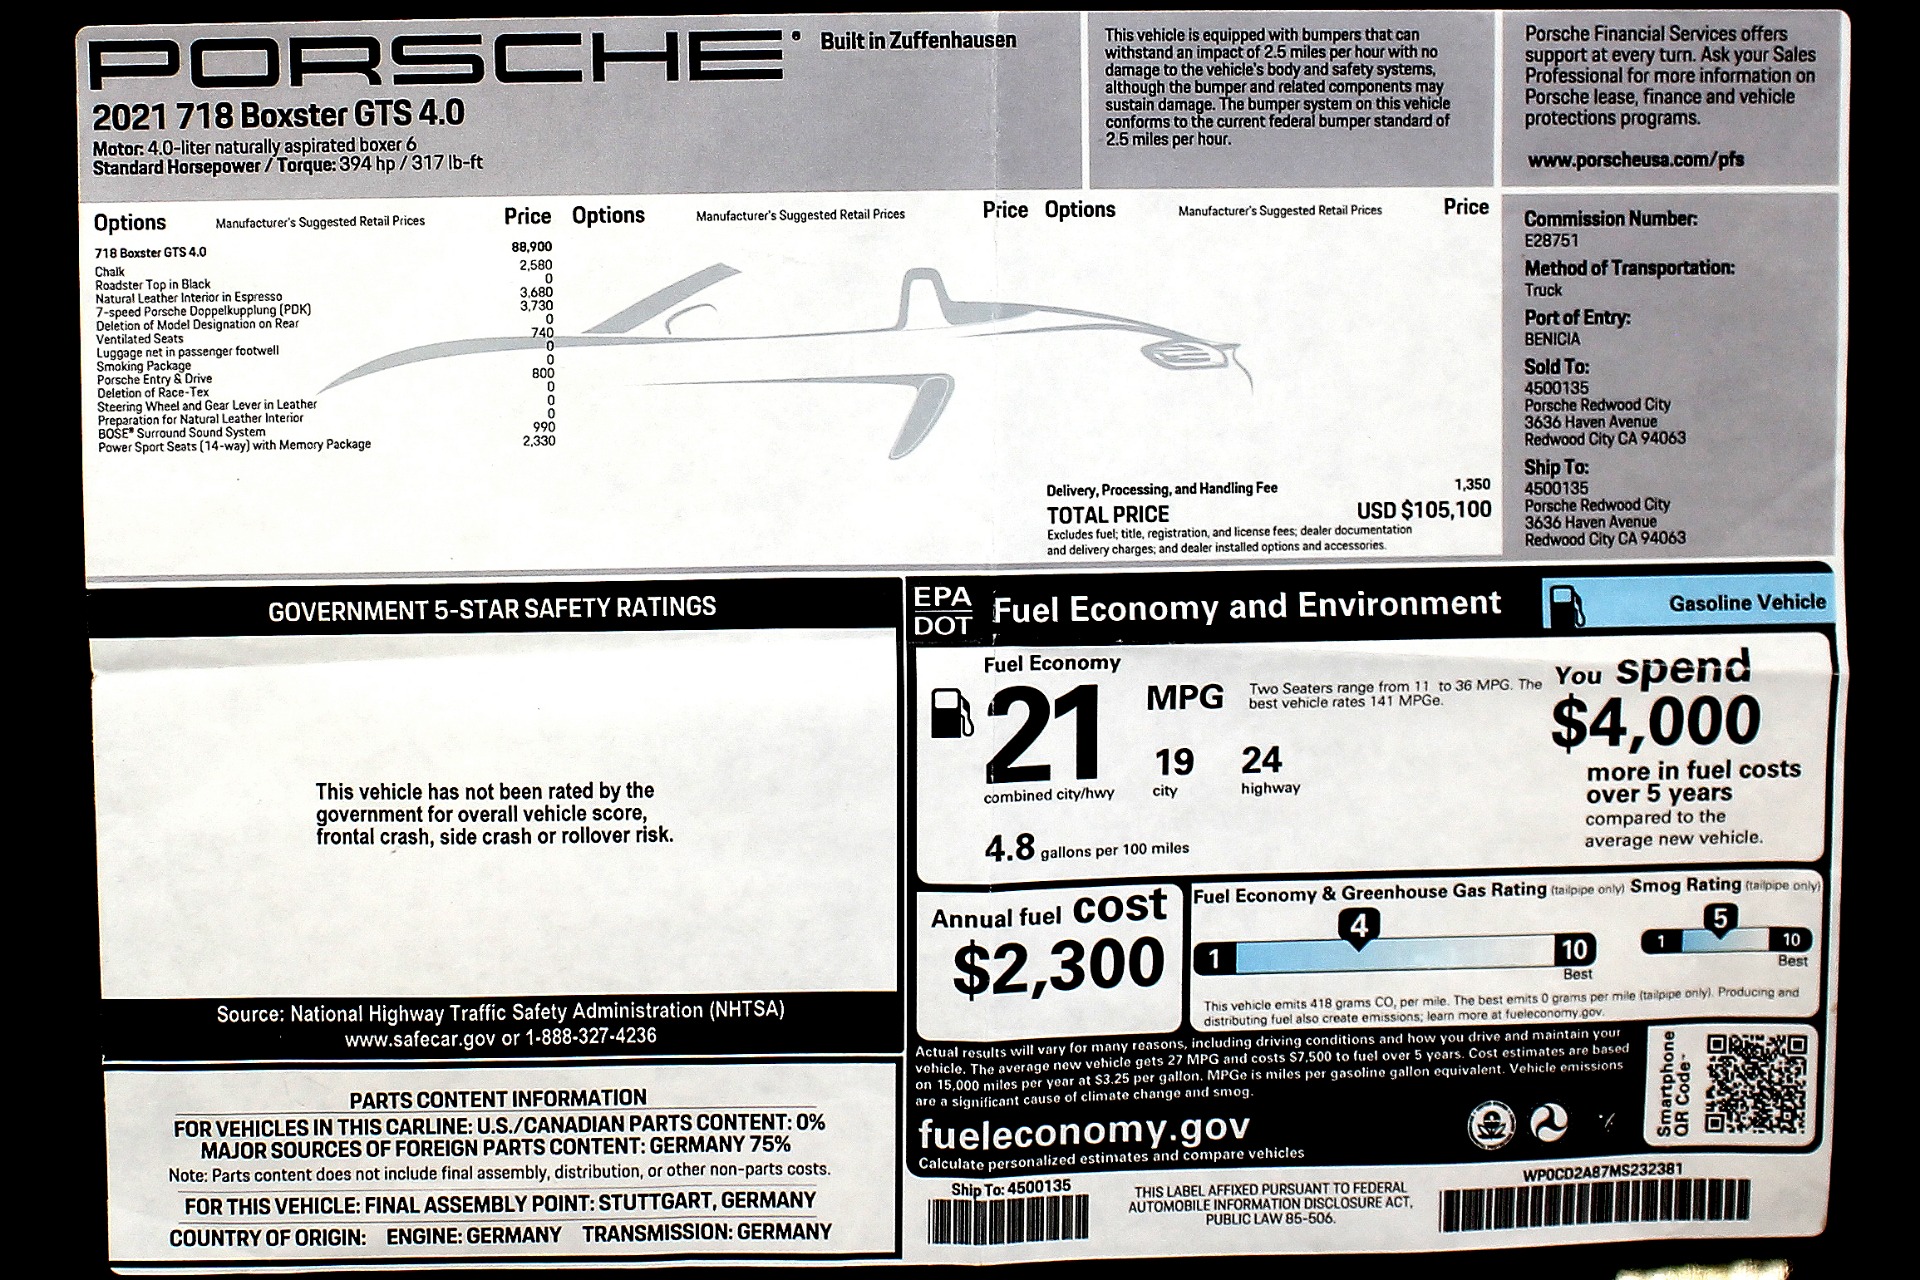 PORSCHE® Built in Zuffenhausen
2021 718 Boxster GTS 4.0
Motor: 4.0-liter naturally aspirated boxer 6
Standard Horsepower / Torque: 394 hp / 317 lb-ft
This vehicle is equipped with bumpers that can
withstand an impact of 2.5 miles per hour with no
damage to the vehicle's body and safety systems,
although the bumper and related components may
sustain damage. The bumper system on this vehicle
conforms to the current federal bumper standard of
2.5 miles per hour.
Porsche Financial Services offers
support at every turn. Ask your Sales
Professional for more information on
Porsche lease, finance and vehicle
protections programs.
www.porscheusa.com/pfs
Options Manufacturer's Suggested Retail Prices Price Options Manufacturer's Suggested Retail Prices Price Options Manufacturer's Suggested Retail Prices Price
718 Boxster GTS 4.0 88,900
Chalk 2,580
Roadster Top in Black 0
Natural Leather Interior in Espresso 3,680
7-speed Porsche Doppelkupplung (PDK) 3,730
Deletion of Model Designation on Rear 0
Ventilated Seats 740
Luggage net in passenger footwell 0
Smoking Package 0
Porsche Entry & Drive 800
Deletion of Race-Tex 0
Steering Wheel and Gear Lever in Leather 0
Preparation for Natural Leather Interior 0
BOSE® Surround Sound System 990
Power Sport Seats (14-way) with Memory Package 2,330
Delivery, Processing, and Handling Fee 1,350
TOTAL PRICE USD $105,100
Excludes fuel; title, registration, and license fees; dealer documentation
and delivery charges; and dealer installed options and accessories.
Commission Number:
E28751
Method of Transportation:
Truck
Port of Entry:
BENICIA
Sold To:
4500135
Porsche Redwood City
3636 Haven Avenue
Redwood City CA 94063
Ship To:
4500135
Porsche Redwood City
3636 Haven Avenue
Redwood City CA 94063
GOVERNMENT 5-STAR SAFETY RATINGS
This vehicle has not been rated by the
government for overall vehicle score,
frontal crash, side crash or rollover risk.
Source: National Highway Traffic Safety Administration (NHTSA)
www.safecar.gov or 1-888-327-4236
PARTS CONTENT INFORMATION
FOR VEHICLES IN THIS CARLINE: U.S./CANADIAN PARTS CONTENT: 0%
MAJOR SOURCES OF FOREIGN PARTS CONTENT: GERMANY 75%
Note: Parts content does not include final assembly, distribution, or other non-parts costs.
FOR THIS VEHICLE: FINAL ASSEMBLY POINT: STUTTGART, GERMANY
COUNTRY OF ORIGIN: ENGINE: GERMANY TRANSMISSION: GERMANY
EPA
DOT
Fuel Economy and Environment
Gasoline Vehicle
Fuel Economy
21 MPG
combined city/hwy
19
city
24
highway
4.8 gallons per 100 miles
Two Seaters range from 11 to 36 MPG. The
best vehicle rates 141 MPGe.
You spend
$4,000
more in fuel costs
over 5 years
compared to the
average new vehicle.
Annual fuel cost
$2,300
Fuel Economy & Greenhouse Gas Rating (tailpipe only)
4
1 10
Best
Smog Rating (tailpipe only)
5
1 10
Best
This vehicle emits 418 grams CO₂ per mile. The best emits 0 grams per mile (tailpipe only). Producing and
distributing fuel also create emissions; learn more at fueleconomy.gov.
Actual results will vary for many reasons, including driving conditions and how you drive and maintain your
vehicle. The average new vehicle gets 27 MPG and costs $7,500 to fuel over 5 years. Cost estimates are based
on 15,000 miles per year at $3.25 per gallon. MPGe is miles per gasoline gallon equivalent. Vehicle emissions
are a significant cause of climate change and smog.
fueleconomy.gov
Calculate personalized estimates and compare vehicles
Smartphone
QR Code™
Ship To: 4500135
THIS LABEL AFFIXED PURSUANT TO FEDERAL
AUTOMOBILE INFORMATION DISCLOSURE ACT,
PUBLIC LAW 85-506.
WP0CD2A87MS232381